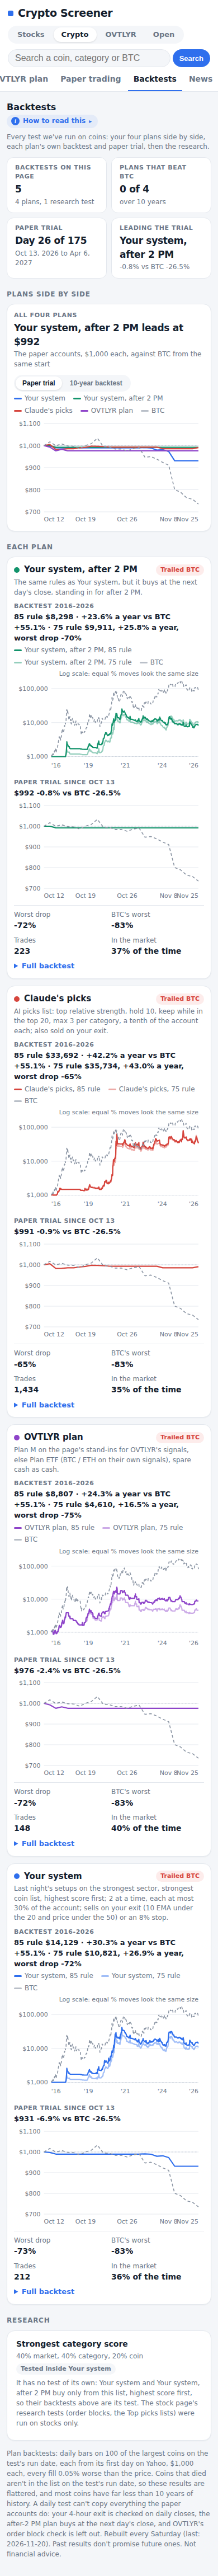 Crypto Screener
Stocks Crypto OVTLYR Open
Search a coin, category or BTC Search
VTLYR plan Paper trading Backtests News
Backtests
i How to read this
Every test we've run on coins: your four plans side by side, each plan's own backtest and paper trial, then the research.
BACKTESTS ON THIS PAGE
5
4 plans, 1 research test
PLANS THAT BEAT BTC
0 of 4
over 10 years
PAPER TRIAL
Day 26 of 175
Oct 13, 2026 to Apr 6, 2027
LEADING THE TRIAL
Your system, after 2 PM
-0.8% vs BTC -26.5%
PLANS SIDE BY SIDE
ALL FOUR PLANS
Your system, after 2 PM leads at $992
The paper accounts, $1,000 each, against BTC from the same start
Paper trial 10-year backtest
Your system Your system, after 2 PM
Claude's picks OVTLYR plan BTC
$1,100
$1,000
$900
$800
$700
Oct 12 Oct 19 Oct 26 Nov 8 Nov 25
EACH PLAN
Your system, after 2 PM Trailed BTC
The same rules as Your system, but it buys at the next day's close, standing in for after 2 PM.
BACKTEST 2016-2026
85 rule $8,298 · +23.6% a year vs BTC +55.1% · 75 rule $9,911, +25.8% a year, worst drop -70%
Your system, after 2 PM, 85 rule
Your system, after 2 PM, 75 rule BTC
Log scale: equal % moves look the same size
$100,000
$10,000
$1,000
'16 '19 '21 '24 '26
PAPER TRIAL SINCE OCT 13
$992 -0.8% vs BTC -26.5%
$1,100
$1,000
$900
$800
$700
Oct 12 Oct 19 Oct 26 Nov 8 Nov 25
Worst drop
-72%
BTC's worst
-83%
Trades
223
In the market
37% of the time
Full backtest
Claude's picks Trailed BTC
AI picks list: top relative strength, hold 10, keep while in the top 20, max 3 per category, a tenth of the account each; also sold on your exit.
BACKTEST 2016-2026
85 rule $33,692 · +42.2% a year vs BTC +55.1% · 75 rule $35,734, +43.0% a year, worst drop -65%
Claude's picks, 85 rule Claude's picks, 75 rule
BTC
Log scale: equal % moves look the same size
$100,000
$10,000
$1,000
'16 '19 '21 '24 '26
PAPER TRIAL SINCE OCT 13
$991 -0.9% vs BTC -26.5%
$1,100
$1,000
$900
$800
$700
Oct 12 Oct 19 Oct 26 Nov 8 Nov 25
Worst drop
-65%
BTC's worst
-83%
Trades
1,434
In the market
35% of the time
Full backtest
OVTLYR plan Trailed BTC
Plan M on the page's stand-ins for OVTLYR's signals, else Plan ETF (BTC / ETH on their own signals), spare cash as cash.
BACKTEST 2016-2026
85 rule $8,807 · +24.3% a year vs BTC +55.1% · 75 rule $4,610, +16.5% a year, worst drop -75%
OVTLYR plan, 85 rule OVTLYR plan, 75 rule
BTC
Log scale: equal % moves look the same size
$100,000
$10,000
$1,000
'16 '19 '21 '24 '26
PAPER TRIAL SINCE OCT 13
$976 -2.4% vs BTC -26.5%
$1,100
$1,000
$900
$800
$700
Oct 12 Oct 19 Oct 26 Nov 8 Nov 25
Worst drop
-72%
BTC's worst
-83%
Trades
148
In the market
40% of the time
Full backtest
Your system Trailed BTC
Last night's setups on the strongest sector, strongest coin list, highest score first; 2 at a time, each at most 30% of the account; sells on your exit (10 EMA under the 20 and price under the 50) or an 8% stop.
BACKTEST 2016-2026
85 rule $14,129 · +30.3% a year vs BTC +55.1% · 75 rule $10,821, +26.9% a year, worst drop -72%
Your system, 85 rule Your system, 75 rule
BTC
Log scale: equal % moves look the same size
$100,000
$10,000
$1,000
'16 '19 '21 '24 '26
PAPER TRIAL SINCE OCT 13
$931 -6.9% vs BTC -26.5%
$1,100
$1,000
$900
$800
$700
Oct 12 Oct 19 Oct 26 Nov 8 Nov 25
Worst drop
-73%
BTC's worst
-83%
Trades
212
In the market
36% of the time
Full backtest
RESEARCH
Strongest category score
40% market, 40% category, 20% coin
Tested inside Your system
It has no test of its own: Your system and Your system, after 2 PM buy only from this list, highest score first, so their backtests above are its test. The stock page's research tests (order blocks, the Top picks lists) were run on stocks only.
Plan backtests: daily bars on 100 of the largest coins on the test's run date, each from its first day on Yahoo, $1,000 each, every fill 0.05% worse than the price. Coins that died aren't in the list on the test's run date, so these results are flattered, and most coins have far less than 10 years of history. A daily test can't copy everything the paper accounts do: your 4-hour exit is checked on daily closes, the after-2 PM plan buys at the next day's close, and OVTLYR's order block check is left out. Rebuilt every Saturday (last: 2026-11-20). Past results don't promise future ones. Not financial advice.